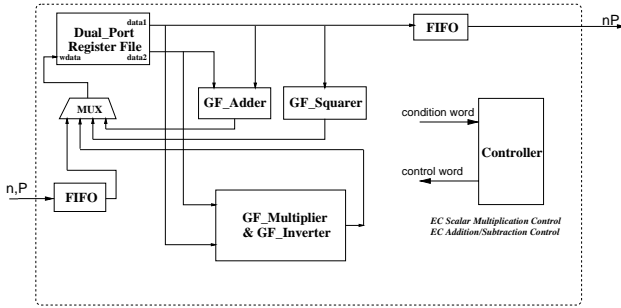 data1
Dual_Port
Register File
wdata
data2
FIFO
nP
MUX
GF_Adder
GF_Squarer
condition word
Controller
control word
n,P
FIFO
GF_Multiplier
& GF_Inverter
EC Scalar Multiplication Control
EC Addition/Subtraction Control